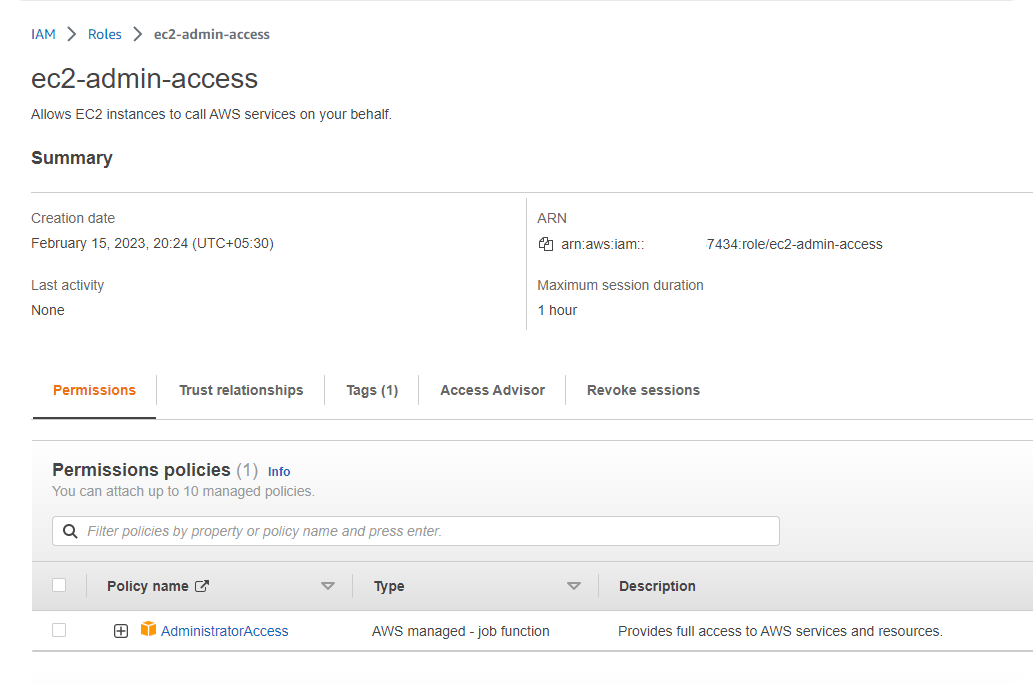 IAM > Roles > ec2-admin-access
ec2-admin-access
Allows EC2 instances to call AWS services on your behalf.
Summary
Creation date
February 15, 2023, 20:24 (UTC+05:30)
ARN
arn:aws:iam:: 7434:role/ec2-admin-access
Last activity
None
Maximum session duration
1 hour
Permissions Trust relationships Tags (1) Access Advisor Revoke sessions
Permissions policies (1) Info
You can attach up to 10 managed policies.
Filter policies by property or policy name and press enter.
Policy name Type Description
AdministratorAccess AWS managed - job function Provides full access to AWS services and resources.